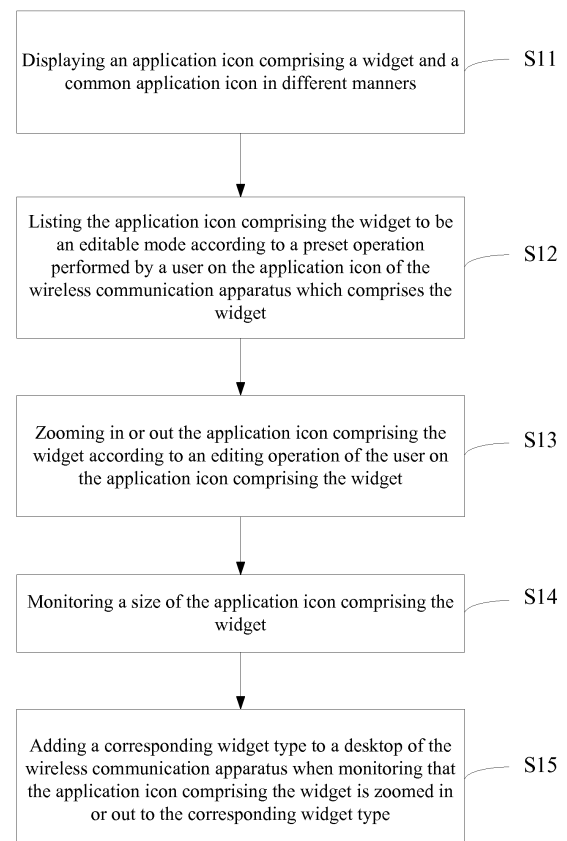 Displaying an application icon comprising a widget and a
common application icon in different manners
S11
Listing the application icon comprising the widget to be
an editable mode according to a preset operation
performed by a user on the application icon of the
wireless communication apparatus which comprises the
widget
S12
Zooming in or out the application icon comprising the
widget according to an editing operation of the user on
the application icon comprising the widget
S13
Monitoring a size of the application icon comprising the
widget
S14
Adding a corresponding widget type to a desktop of the
wireless communication apparatus when monitoring that
the application icon comprising the widget is zoomed in
or out to the corresponding widget type
S15